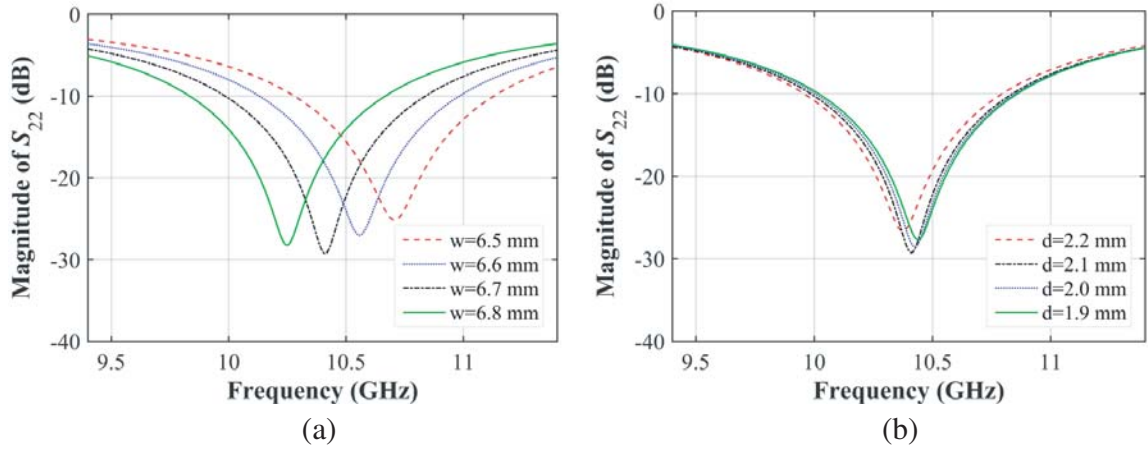 0
-10
-20
-30
-40
Magnitude of S22 (dB)
w=6.5 mm
w=6.6 mm
w=6.7 mm
w=6.8 mm
9.5 10 10.5 11
Frequency (GHz)
(a)
0
-10
-20
-30
-40
Magnitude of S22 (dB)
d=2.2 mm
d=2.1 mm
d=2.0 mm
d=1.9 mm
9.5 10 10.5 11
Frequency (GHz)
(b)